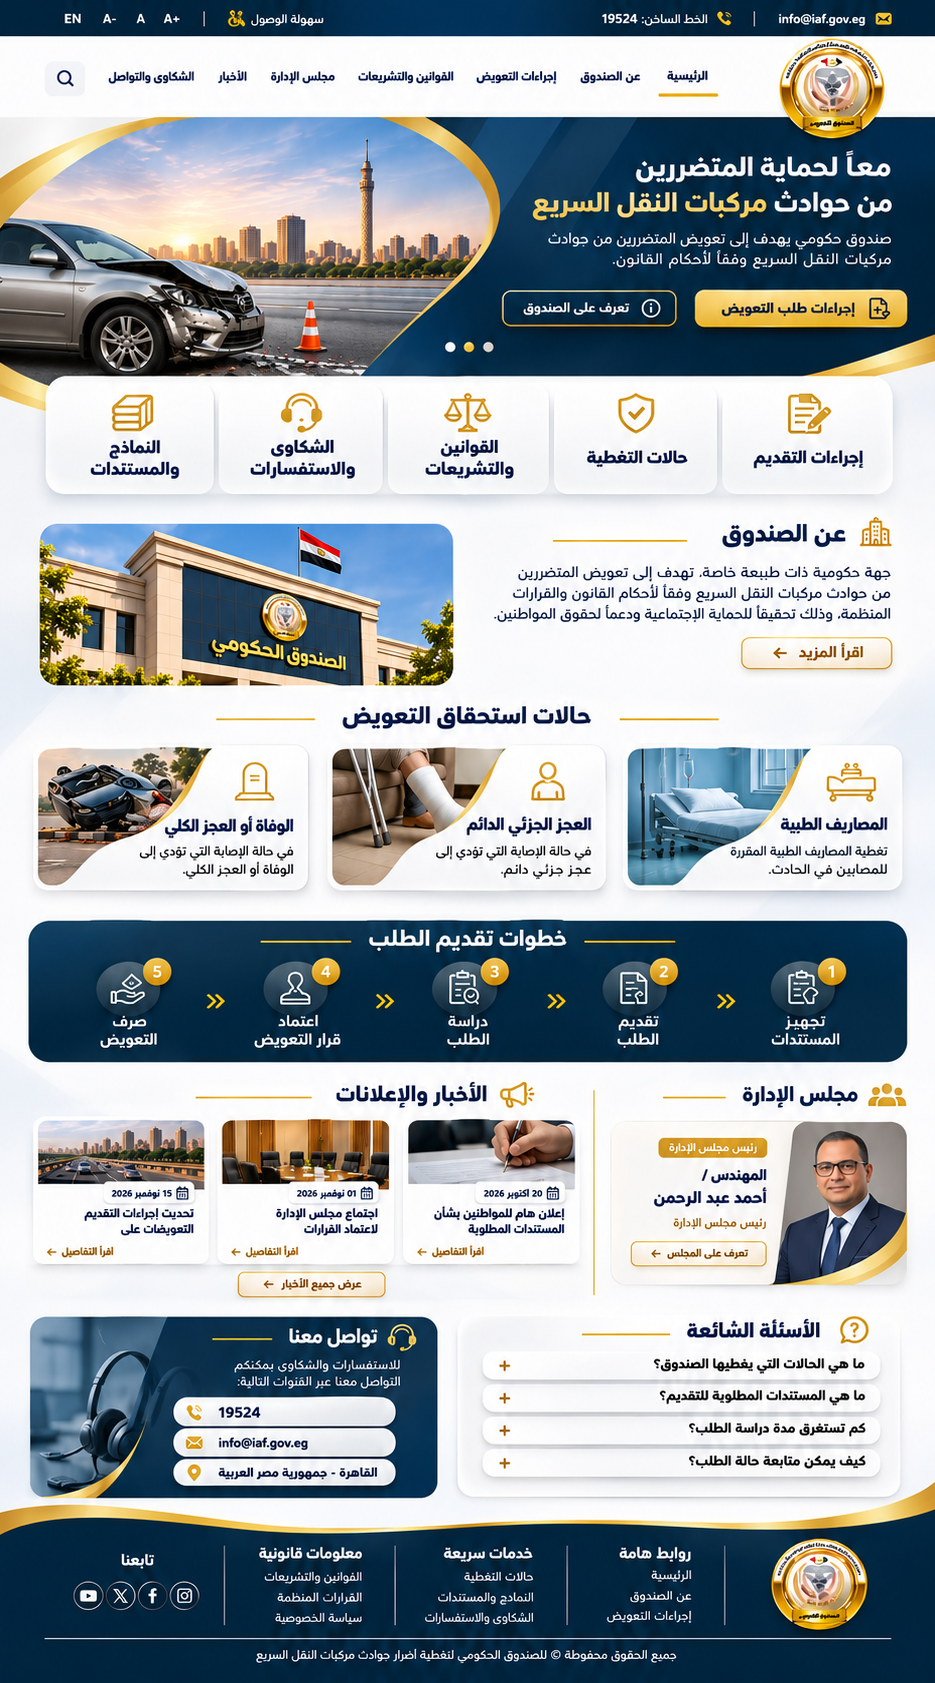 info@iaf.gov.eg
الخط الساخن: 19524
سهولة الوصول
A+ A A- EN
الرئيسية
عن الصندوق
إجراءات التعويض
القوانين والتشريعات
مجلس الإدارة
الأخبار
الشكاوى والتواصل
معاً لحماية المتضررين
من حوادث مركبات النقل السريع
صندوق حكومي يهدف إلى تعويض المتضررين من حوادث
مركبات النقل السريع وفقاً لأحكام القانون.
إجراءات طلب التعويض
تعرف على الصندوق
إجراءات التقديم
حالات التغطية
القوانين
والتشريعات
الشكاوى
والاستفسارات
النماذج
والمستندات
عن الصندوق
جهة حكومية ذات طبيعة خاصة، تهدف إلى تعويض المتضررين
من حوادث مركبات النقل السريع وفقاً لأحكام القانون والقرارات
المنظمة، وذلك تحقيقاً للحماية الإجتماعية ودعماً لحقوق المواطنين.
اقرأ المزيد
الصندوق الحكومي
حالات استحقاق التعويض
المصاريف الطبية
تغطية المصاريف الطبية المقررة
للمصابين في الحادث.
العجز الجزئي الدائم
في حالة الإصابة التي تؤدي إلى
عجز جزئي دائم.
الوفاة أو العجز الكلي
في حالة الإصابة التي تؤدي إلى
الوفاة أو العجز الكلي.
خطوات تقديم الطلب
1
تجهيز
المستندات
2
تقديم
الطلب
3
دراسة
الطلب
4
اعتماد
قرار التعويض
5
صرف
التعويض
مجلس الإدارة
رئيس مجلس الإدارة
المهندس /
أحمد عبد الرحمن
رئيس مجلس الإدارة
تعرف على المجلس
الأخبار والإعلانات
20 أكتوبر 2026
إعلان هام للمواطنين بشأن
المستندات المطلوبة
اقرأ التفاصيل
01 نوفمبر 2026
اجتماع مجلس الإدارة
لاعتماد القرارات
اقرأ التفاصيل
15 نوفمبر 2026
تحديث إجراءات التقديم
التعويضات على
اقرأ التفاصيل
عرض جميع الأخبار
الأسئلة الشائعة
ما هي الحالات التي يغطيها الصندوق؟
ما هي المستندات المطلوبة للتقديم؟
كم تستغرق مدة دراسة الطلب؟
كيف يمكن متابعة حالة الطلب؟
تواصل معنا
للاستفسارات والشكاوى يمكنكم
التواصل معنا عبر القنوات التالية:
19524
info@iaf.gov.eg
القاهرة - جمهورية مصر العربية
روابط هامة
الرئيسية
عن الصندوق
إجراءات التعويض
خدمات سريعة
حالات التغطية
النماذج والمستندات
الشكاوى والاستفسارات
معلومات قانونية
القوانين والتشريعات
القرارات المنظمة
سياسة الخصوصية
تابعنا
جميع الحقوق محفوظة © للصندوق الحكومي لتغطية أضرار حوادث مركبات النقل السريع